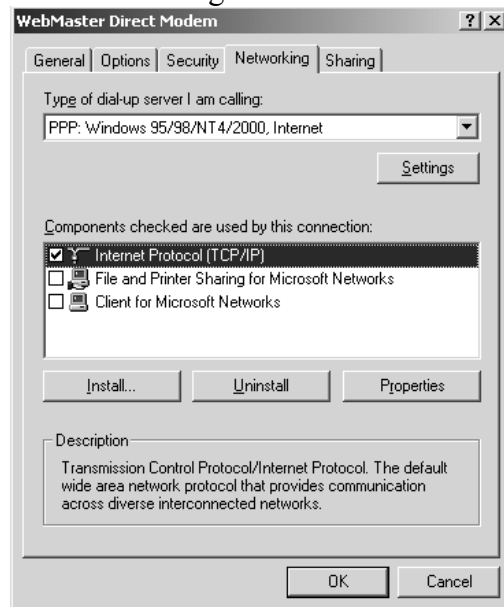 WebMaster Direct Modem
General Options Security Networking Sharing
Type of dial-up server I am calling:
PPP: Windows 95/98/NT4/2000, Internet
Settings
Components checked are used by this connection:
Internet Protocol (TCP/IP)
File and Printer Sharing for Microsoft Networks
Client for Microsoft Networks
Install... Uninstall Properties
Description
Transmission Control Protocol/Internet Protocol. The default
wide area network protocol that provides communication
across diverse interconnected networks.
OK Cancel